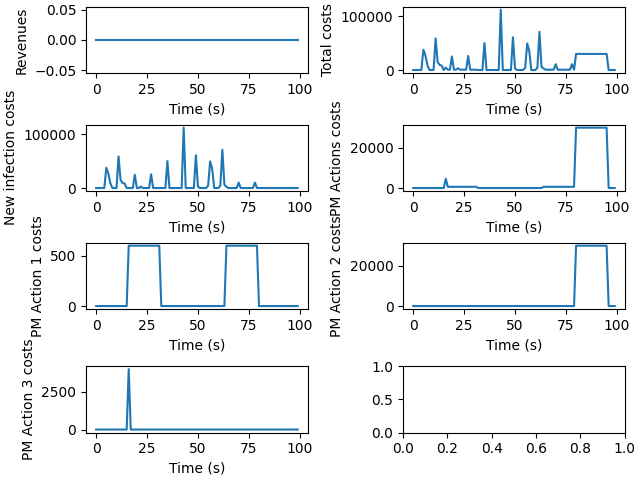 Revenues
0.05
0.00
−0.05
0 25 50 75 100
Time (s)
Total costs
100000
0
0 25 50 75 100
Time (s)
New infection costs
100000
0
0 25 50 75 100
Time (s)
PM Actions costs
20000
0
0 25 50 75 100
Time (s)
PM Action 1 costs
500
0
0 25 50 75 100
Time (s)
PM Action 2 costs
20000
0
0 25 50 75 100
Time (s)
PM Action 3 costs
2500
0
0 25 50 75 100
Time (s)
1.0
0.5
0.0
0.0 0.2 0.4 0.6 0.8 1.0